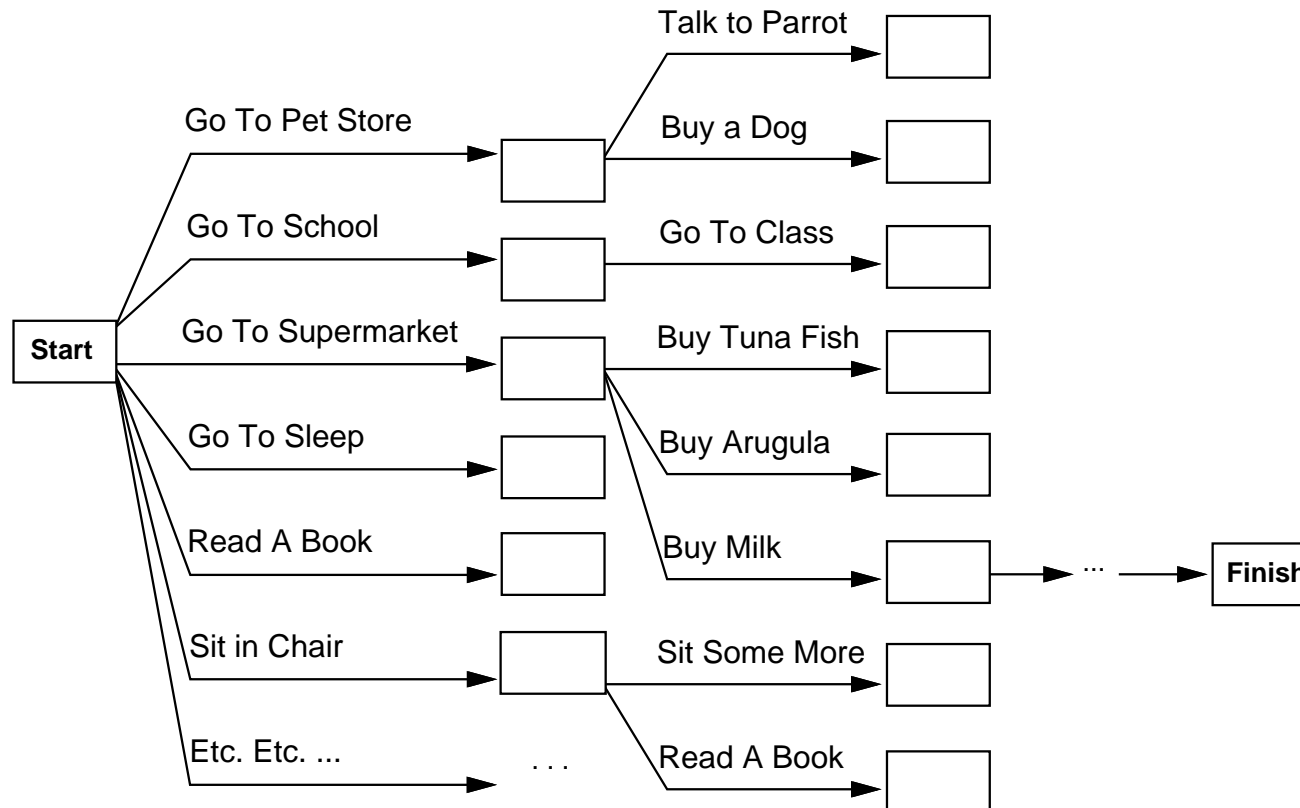 Talk to Parrot
Go To Pet Store
Buy a Dog
Go To School
Go To Class
Start
Go To Supermarket
Buy Tuna Fish
Go To Sleep
Buy Arugula
Read A Book
Buy Milk
...
Finish
Sit in Chair
Sit Some More
Etc. Etc. ...
. . .
Read A Book